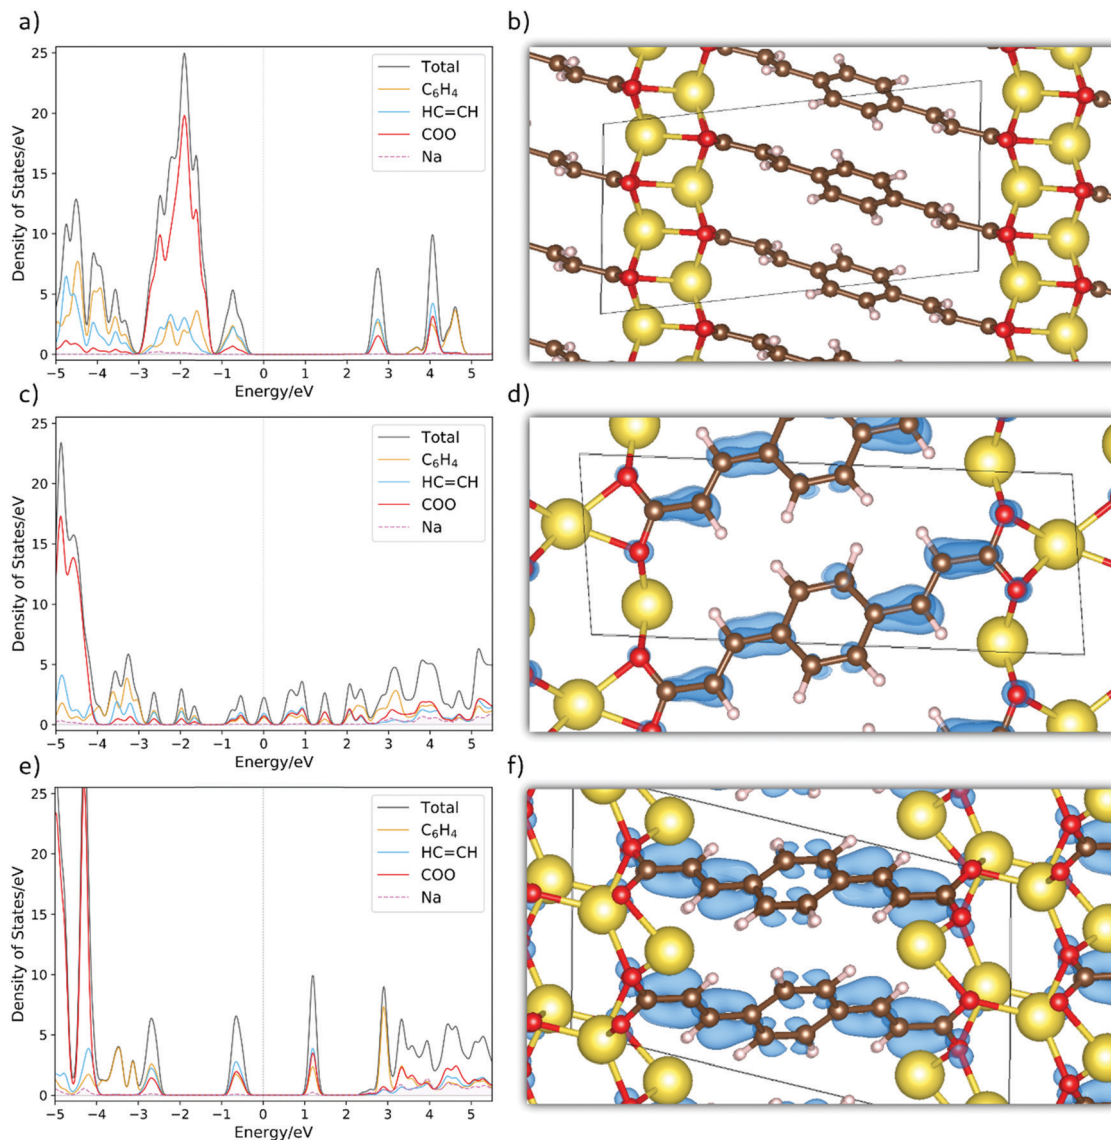 a)
b)
Density of States/eV
25
20
15
10
5
0
Total
C₆H₄
HC=CH
COO
Na
−5 −4 −3 −2 −1 0 1 2 3 4 5
Energy/eV
c)
d)
Density of States/eV
25
20
15
10
5
0
Total
C₆H₄
HC=CH
COO
Na
−5 −4 −3 −2 −1 0 1 2 3 4 5
Energy/eV
e)
f)
Density of States/eV
25
20
15
10
5
0
Total
C₆H₄
HC=CH
COO
Na
−5 −4 −3 −2 −1 0 1 2 3 4 5
Energy/eV